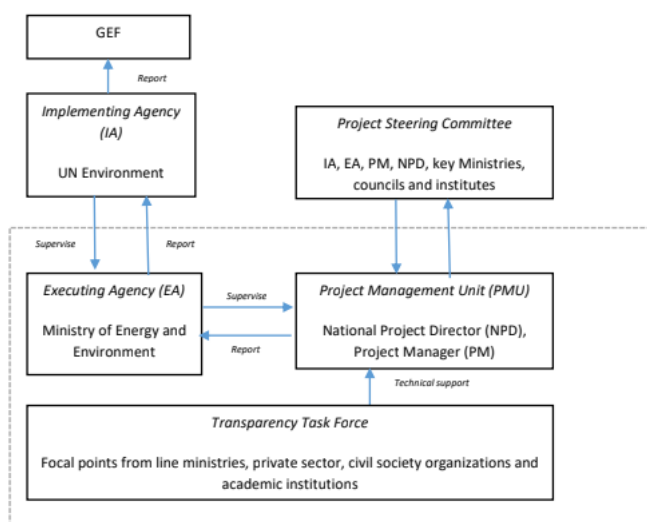 GEF
Report
Implementing Agency
(IA)
UN Environment
Project Steering Committee
IA, EA, PM, NPD, key Ministries,
councils and institutes
Supervise
Report
Executing Agency (EA)
Ministry of Energy and
Environment
Supervise
Report
Project Management Unit (PMU)
National Project Director (NPD),
Project Manager (PM)
Technical support
Transparency Task Force
Focal points from line ministries, private sector, civil society organizations and
academic institutions